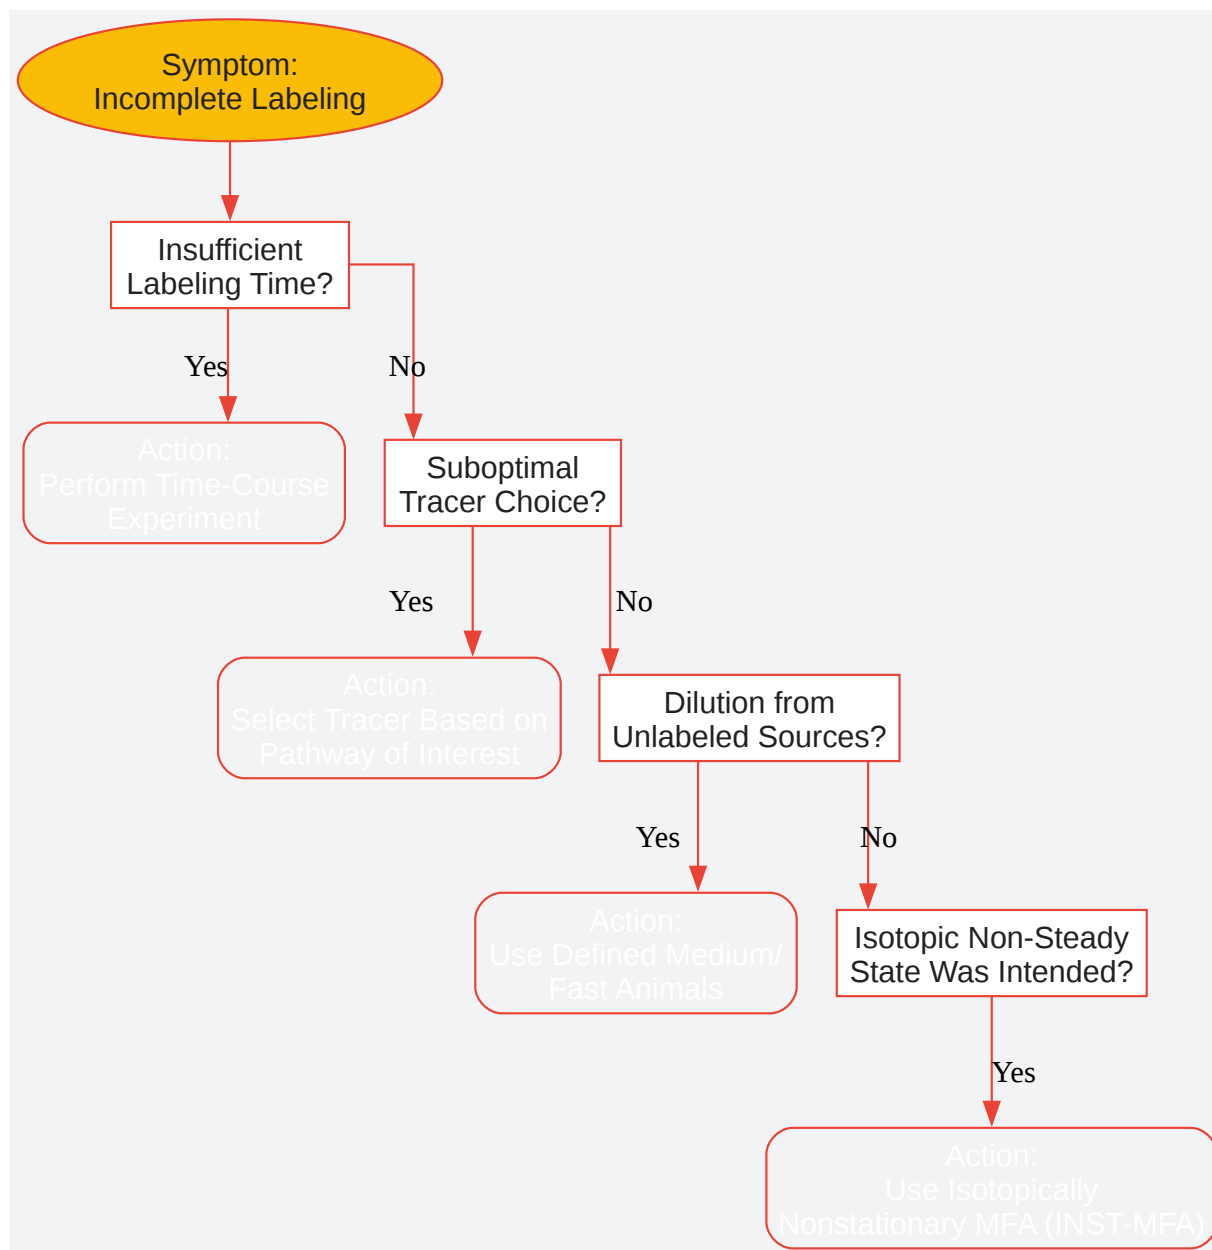 Symptom:
Incomplete Labeling
Insufficient
Labeling Time?
Yes
No
Action:
Perform Time-Course
Experiment
Suboptimal
Tracer Choice?
Yes
No
Action:
Select Tracer Based on
Pathway of Interest
Dilution from
Unlabeled Sources?
Yes
No
Action:
Use Defined Medium/
Fast Animals
Isotopic Non-Steady
State Was Intended?
Yes
Action:
Use Isotopically
Nonstationary MFA (INST-MFA)